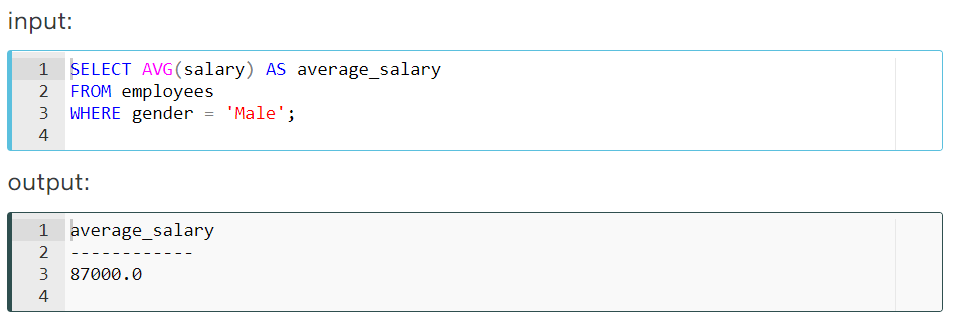 input:
1 SELECT AVG(salary) AS average_salary
2 FROM employees
3 WHERE gender = 'Male';
4
output:
1 average_salary
2 ------------
3 87000.0
4